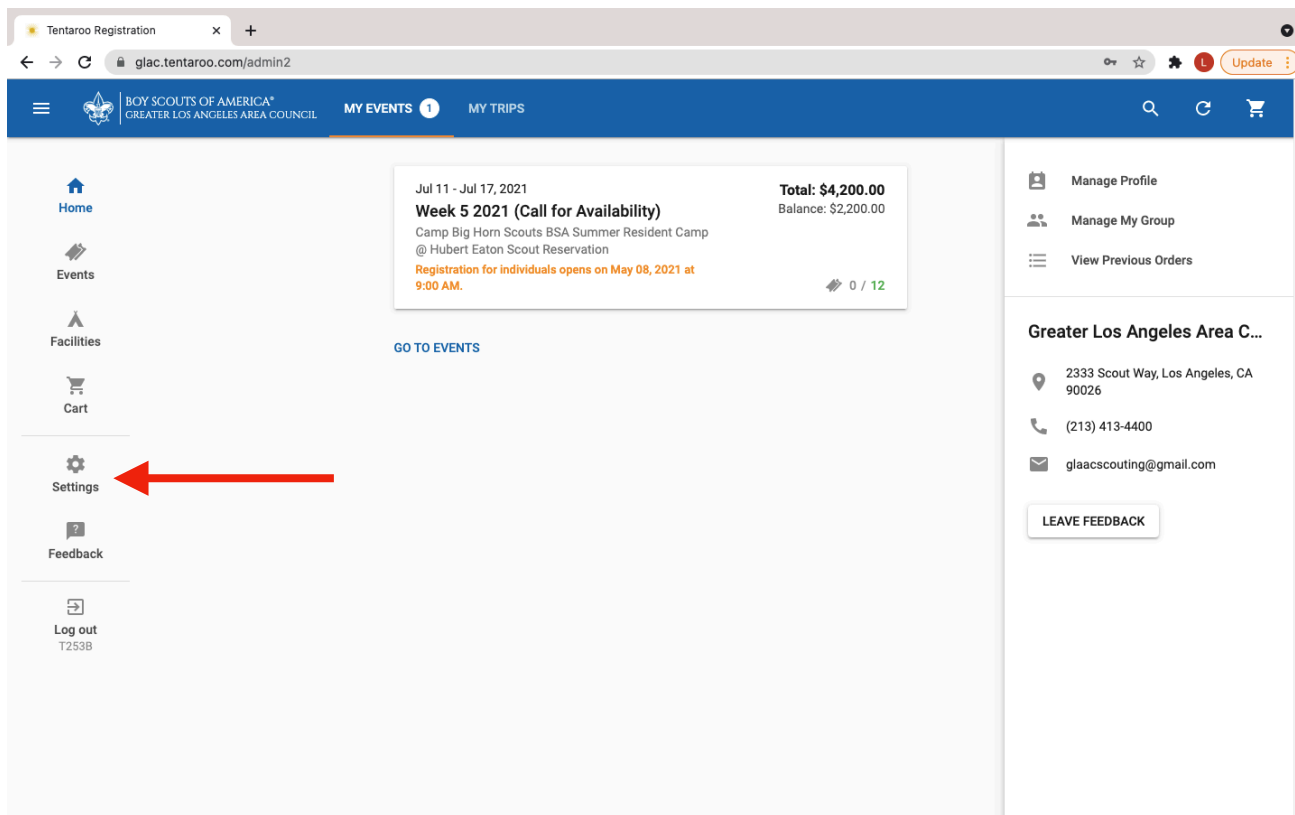 Tentaroo Registration
glac.tentaroo.com/admin2
L
Update
BOY SCOUTS OF AMERICA®
GREATER LOS ANGELES AREA COUNCIL
MY EVENTS 1
MY TRIPS
Home
Events
Facilities
Cart
Settings
Feedback
Log out
T253B
Jul 11 - Jul 17, 2021
Total: $4,200.00
Week 5 2021 (Call for Availability)
Balance: $2,200.00
Camp Big Horn Scouts BSA Summer Resident Camp
@ Hubert Eaton Scout Reservation
Registration for individuals opens on May 08, 2021 at
9:00 AM.
0 / 12
GO TO EVENTS
Manage Profile
Manage My Group
View Previous Orders
Greater Los Angeles Area C...
2333 Scout Way, Los Angeles, CA
90026
(213) 413-4400
glaacscouting@gmail.com
LEAVE FEEDBACK